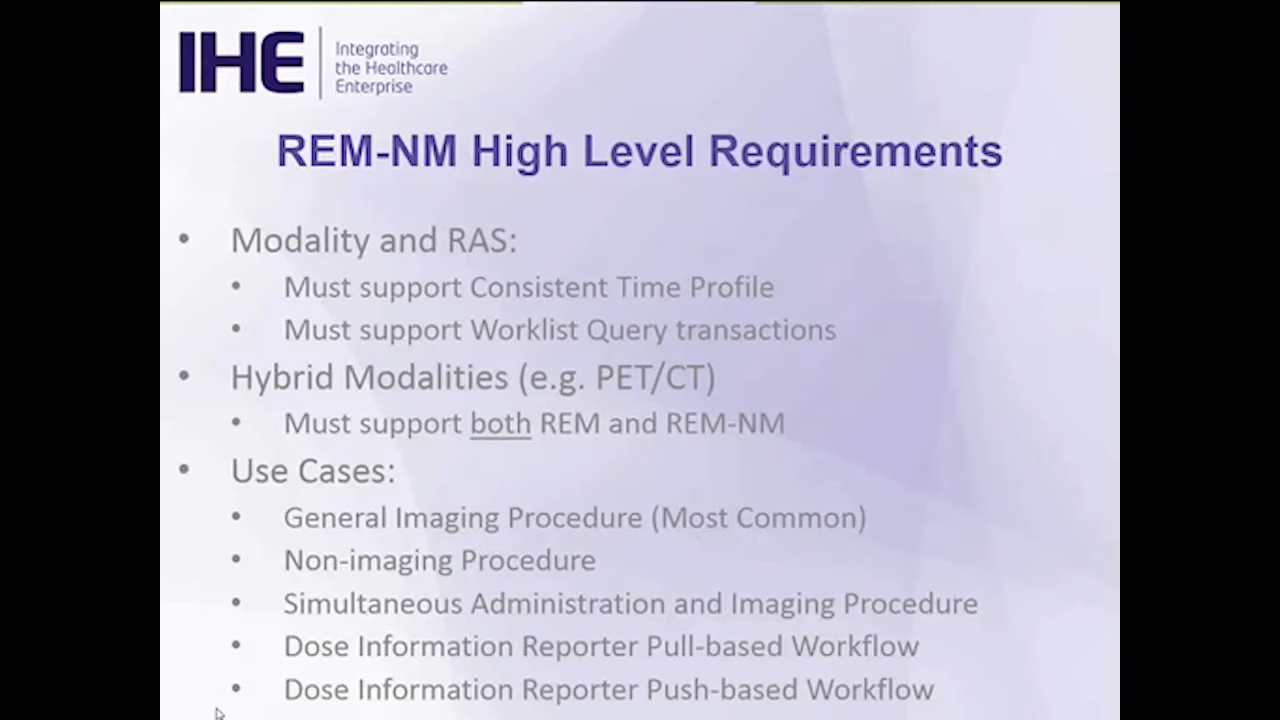 IHE
Integrating
the Healthcare
Enterprise
REM-NM High Level Requirements
• Modality and RAS:
• Must support Consistent Time Profile
• Must support Worklist Query transactions
• Hybrid Modalities (e.g. PET/CT)
• Must support both REM and REM-NM
• Use Cases:
• General Imaging Procedure (Most Common)
• Non-imaging Procedure
• Simultaneous Administration and Imaging Procedure
• Dose Information Reporter Pull-based Workflow
• Dose Information Reporter Push-based Workflow